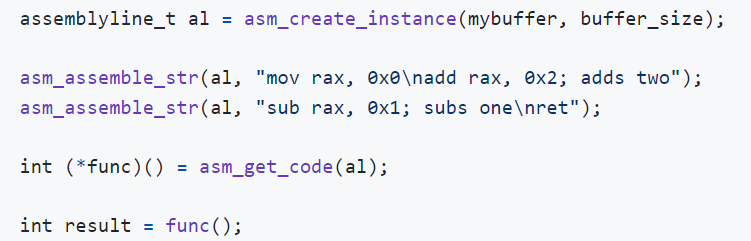 assemblyline_t al = asm_create_instance(mybuffer, buffer_size);
asm_assemble_str(al, "mov rax, 0x0\nadd rax, 0x2; adds two");
asm_assemble_str(al, "sub rax, 0x1; subs one\nret");
int (*func)() = asm_get_code(al);
int result = func();